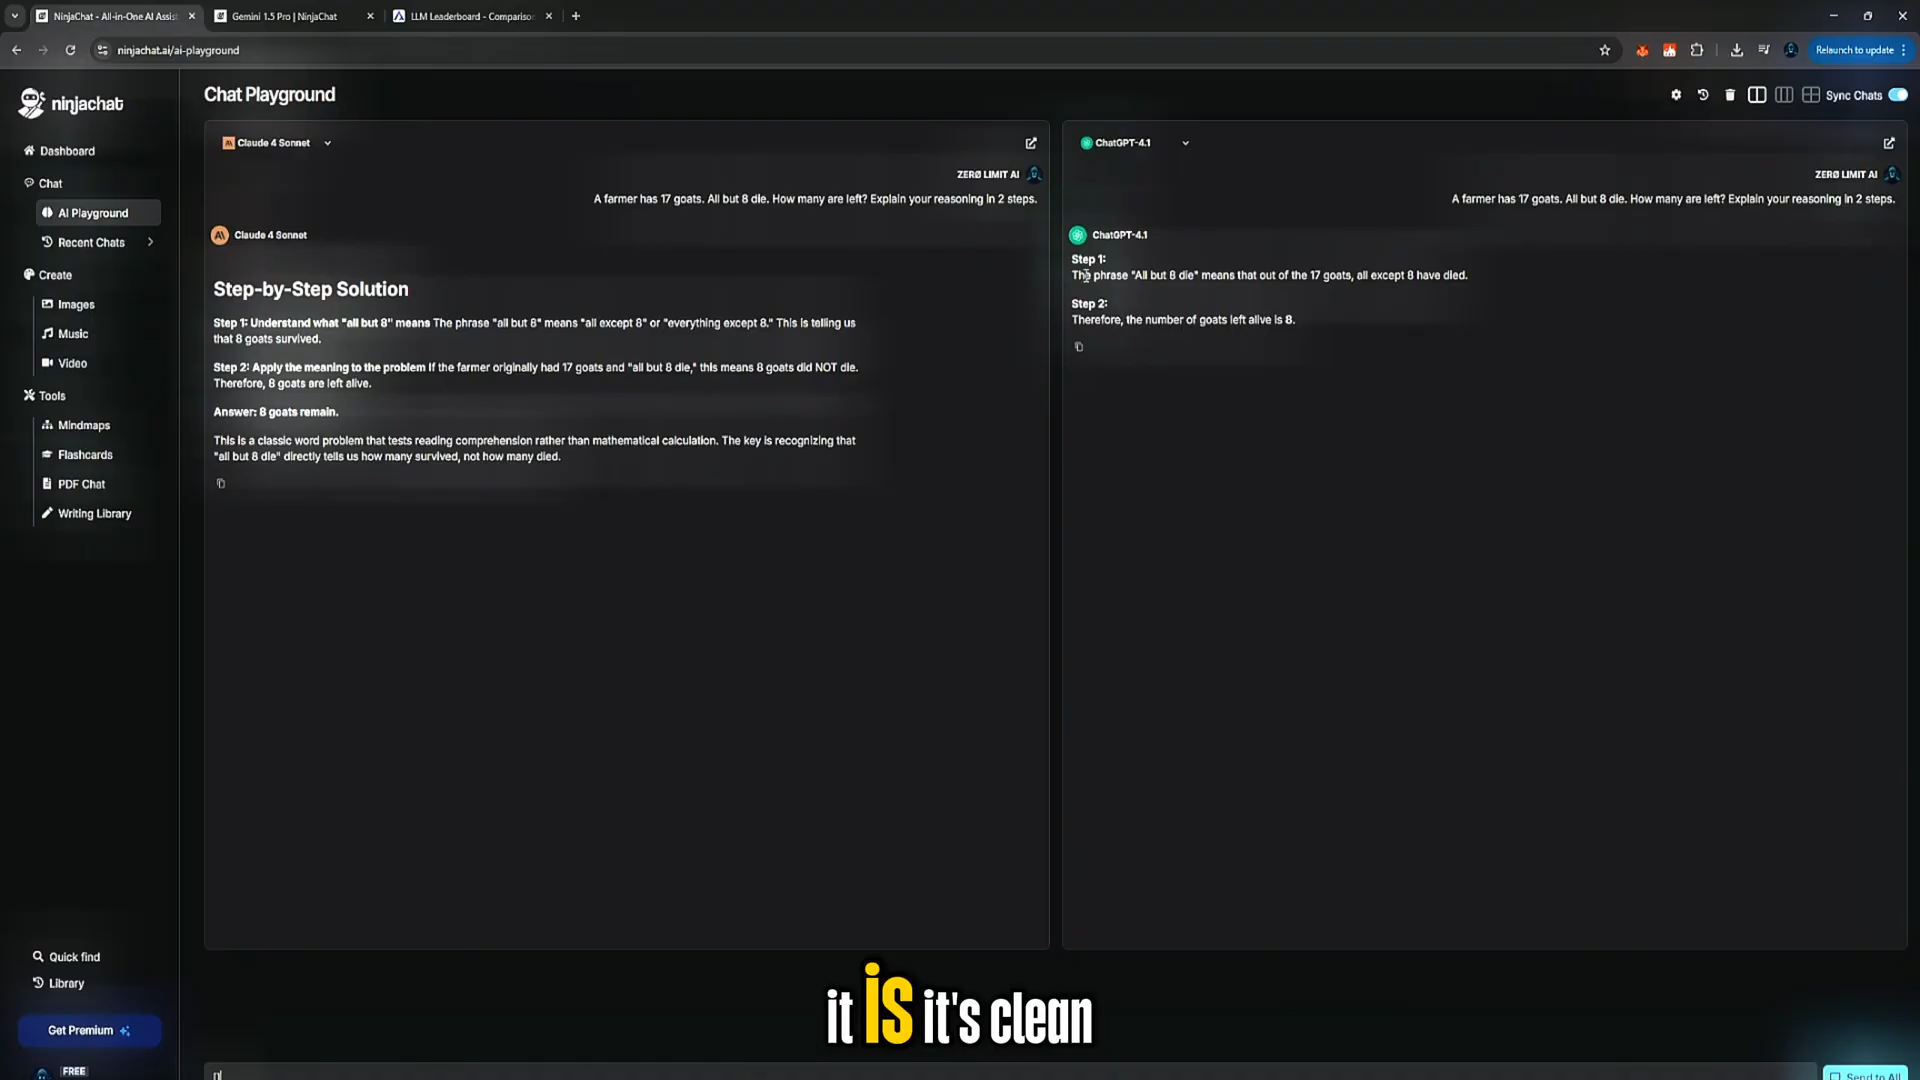 NinjaChat - All-in-One AI Assist
Gemini 1.5 Pro | NinjaChat
LLM Leaderboard - Compariso
ninjachat.ai/ai-playground
Relaunch to update
ninjachat
Dashboard
Chat
AI Playground
Recent Chats
Create
Images
Music
Video
Tools
Mindmaps
Flashcards
PDF Chat
Writing Library
Quick find
Library
Get Premium
FREE
Chat Playground
Sync Chats
Claude 4 Sonnet
ZERØ LIMIT AI
A farmer has 17 goats. All but 8 die. How many are left? Explain your reasoning in 2 steps.
Claude 4 Sonnet
Step-by-Step Solution
Step 1: Understand what "all but 8" means The phrase "all but 8" means "all except 8" or "everything except 8." This is telling us
that 8 goats survived.
Step 2: Apply the meaning to the problem If the farmer originally had 17 goats and "all but 8 die," this means 8 goats did NOT die.
Therefore, 8 goats are left alive.
Answer: 8 goats remain.
This is a classic word problem that tests reading comprehension rather than mathematical calculation. The key is recognizing that
"all but 8 die" directly tells us how many survived, not how many died.
ChatGPT-4.1
ZERØ LIMIT AI
A farmer has 17 goats. All but 8 die. How many are left? Explain your reasoning in 2 steps.
ChatGPT-4.1
Step 1:
The phrase "All but 8 die" means that out of the 17 goats, all except 8 have died.
Step 2:
Therefore, the number of goats left alive is 8.
it is it's clean
Send to All